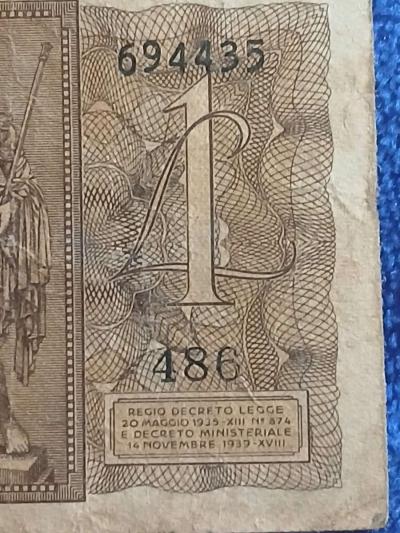 694435
1
L
486
REGIO DECRETO LEGGE
20 MAGGIO 1935-XIII Nº 874
E DECRETO MINISTERIALE
14 NOVEMBRE 1939-XVIII